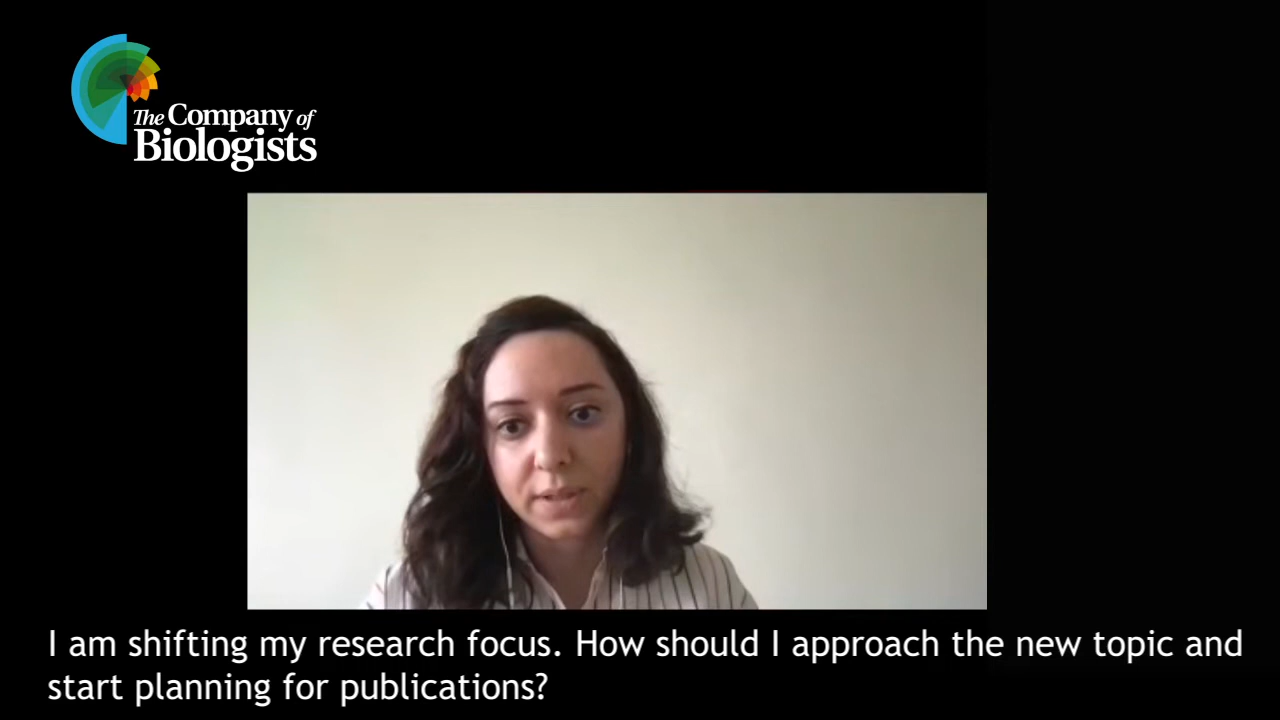 The Company of
Biologists
I am shifting my research focus. How should I approach the new topic and
start planning for publications?